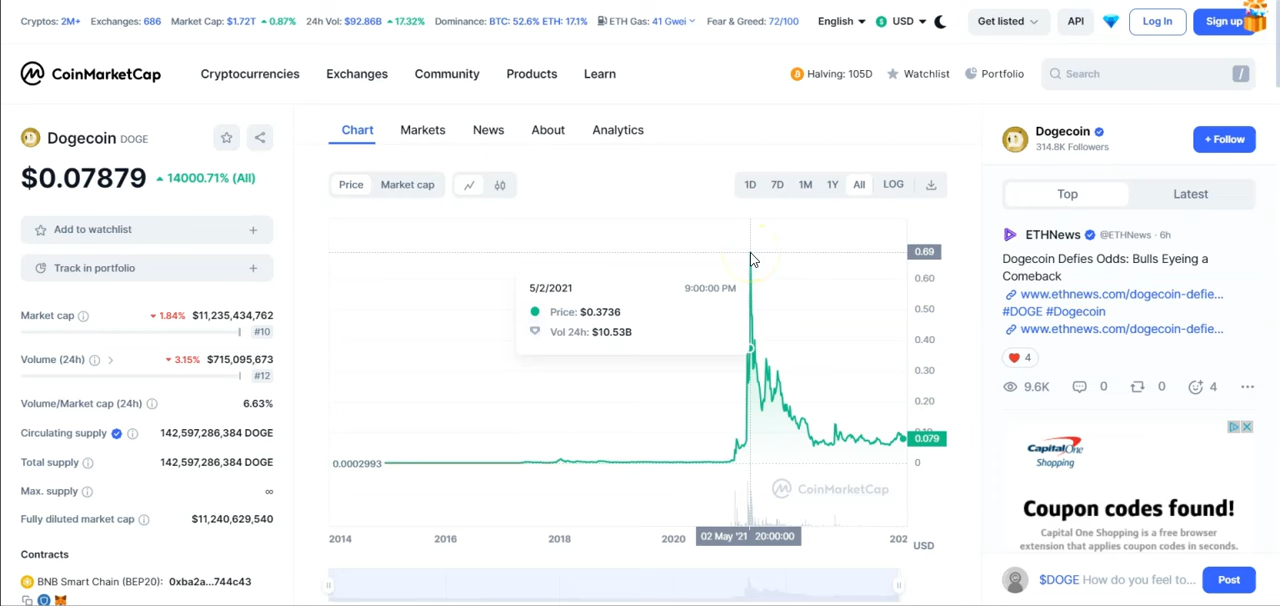 Cryptos: 2M+ Exchanges: 686 Market Cap: $1.72T 0.87% 24h Vol: $92.86B 17.32% Dominance: BTC: 52.6% ETH: 17.1% ETH Gas: 41 Gwei Fear & Greed: 72/100 English USD Get listed API Log In Sign up
CoinMarketCap Cryptocurrencies Exchanges Community Products Learn Halving: 105D Watchlist Portfolio Search /
Dogecoin DOGE
$0.07879 14000.71% (All)
Add to watchlist +
Track in portfolio +
Market cap 1.84% $11,235,434,762
#10
Volume (24h) 3.15% $715,095,673
#12
Volume/Market cap (24h) 6.63%
Circulating supply 142,597,286,384 DOGE
Total supply 142,597,286,384 DOGE
Max. supply ∞
Fully diluted market cap $11,240,629,540
Contracts
BNB Smart Chain (BEP20): 0xba2a...744c43
Chart Markets News About Analytics
Price Market cap 1D 7D 1M 1Y All LOG
0.69
0.60
0.50
0.40
0.30
0.20
0.079
0
5/2/2021 9:00:00 PM
Price: $0.3736
Vol 24h: $10.53B
0.0002993
CoinMarketCap
02 May '21 20:00:00
2014 2016 2018 2020 202
USD
Dogecoin
314.8K Followers
+ Follow
Top Latest
ETHNews @ETHNews · 6h
Dogecoin Defies Odds: Bulls Eyeing a
Comeback
www.ethnews.com/dogecoin-defie...
#DOGE #Dogecoin
www.ethnews.com/dogecoin-defie...
4
9.6K 0 0 4
Capital One
Shopping
Coupon codes found!
Capital One Shopping is a free browser
extension that applies coupon codes in seconds.
$DOGE How do you feel to... Post